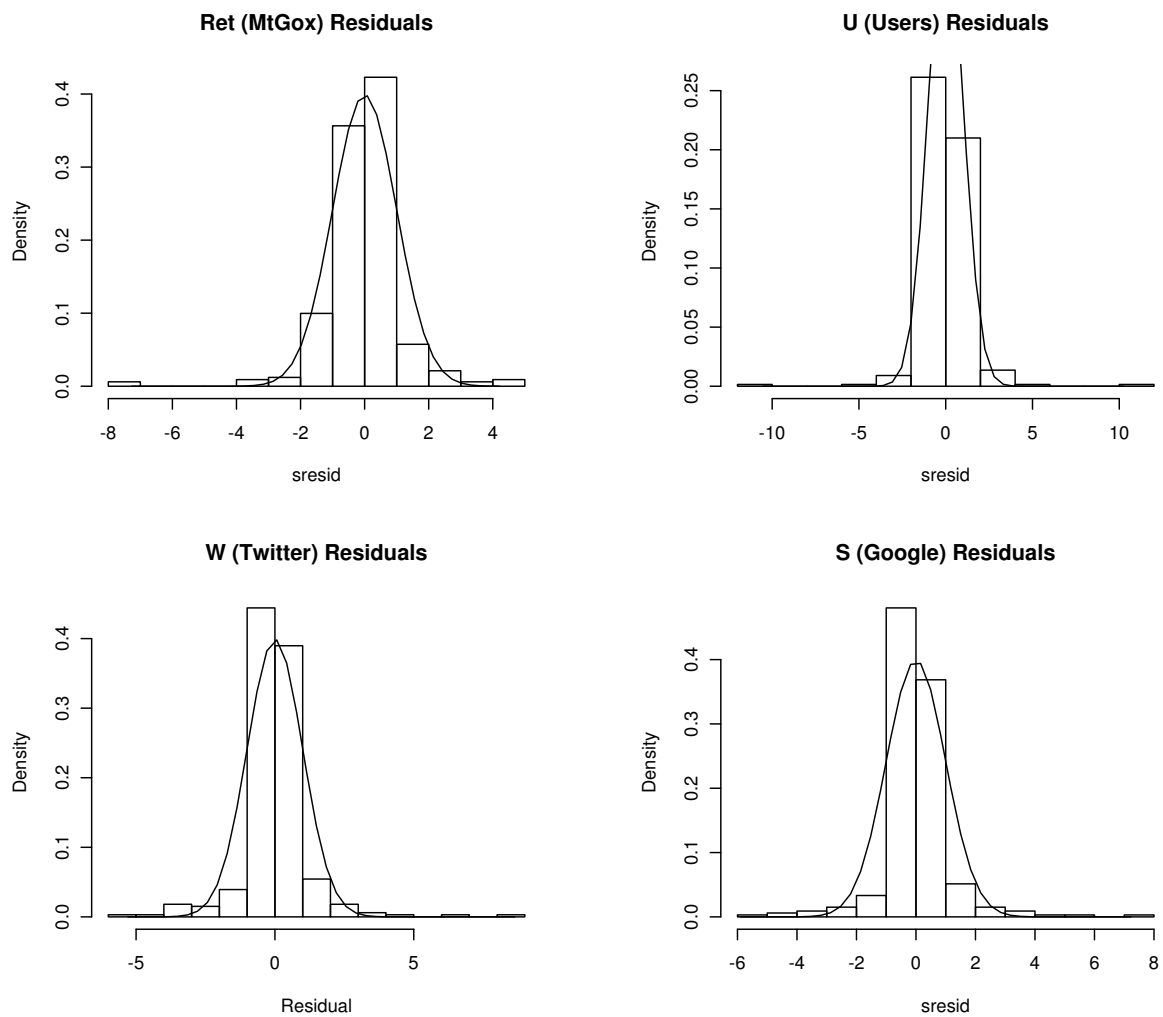 Ret (MtGox) Residuals
Density
0.0 0.1 0.2 0.3 0.4
-8 -6 -4 -2 0 2 4
sresid
U (Users) Residuals
Density
0.00 0.05 0.10 0.15 0.20 0.25
-10 -5 0 5 10
sresid
W (Twitter) Residuals
Density
0.0 0.1 0.2 0.3 0.4
-5 0 5
Residual
S (Google) Residuals
Density
0.0 0.1 0.2 0.3 0.4
-6 -4 -2 0 2 4 6 8
sresid